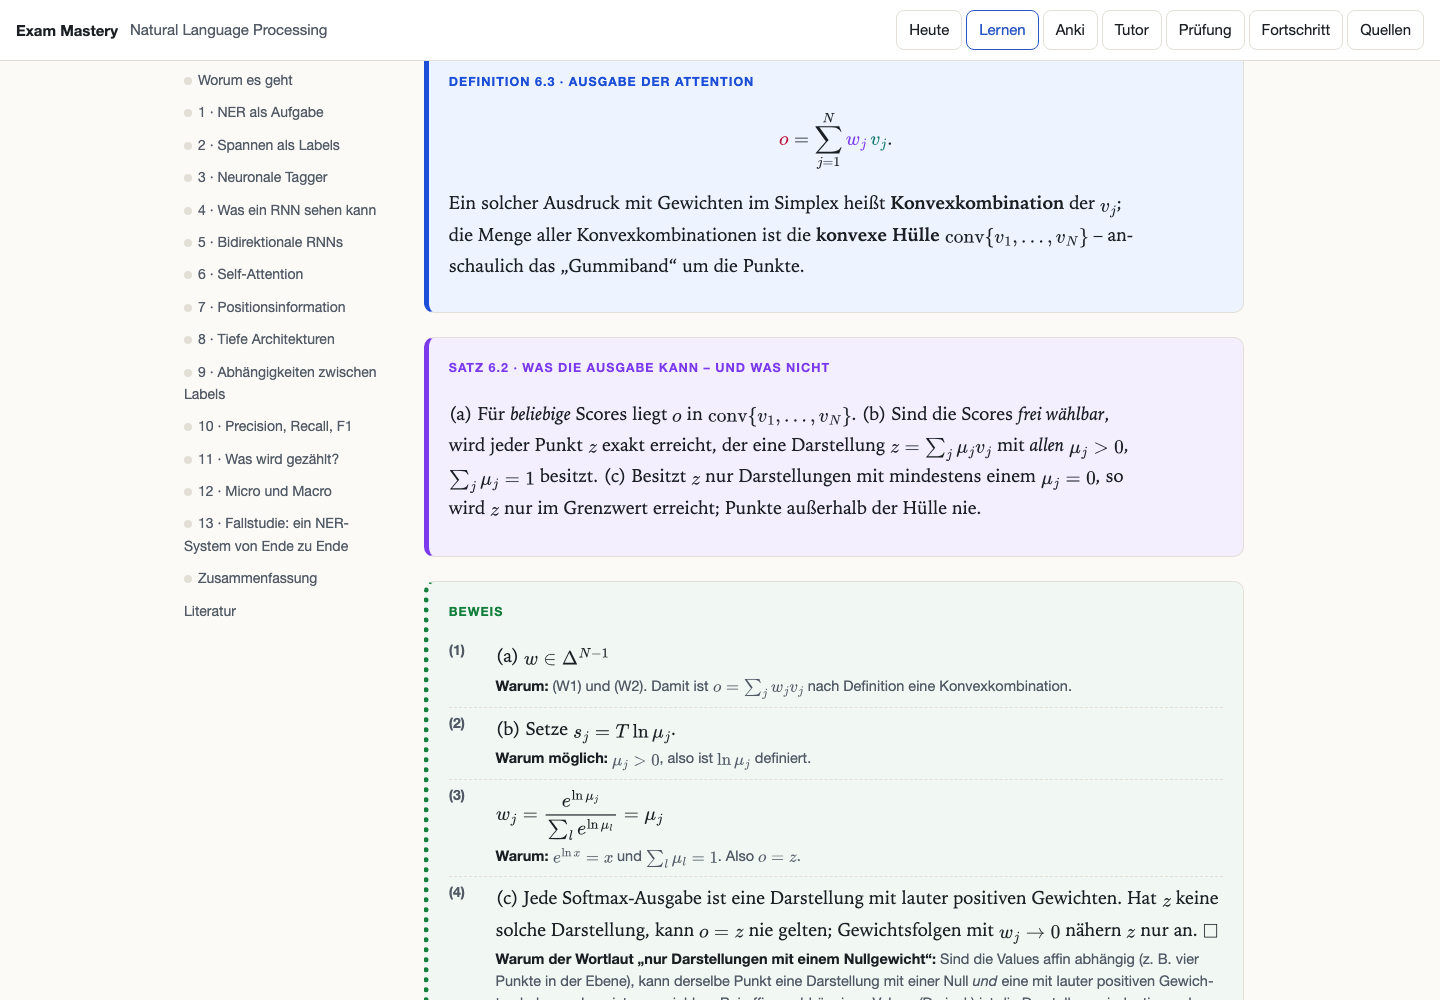 Exam Mastery Natural Language Processing Heute Lernen Anki Tutor Prüfung Fortschritt Quellen
Worum es geht
1 · NER als Aufgabe
2 · Spannen als Labels
3 · Neuronale Tagger
4 · Was ein RNN sehen kann
5 · Bidirektionale RNNs
6 · Self-Attention
7 · Positionsinformation
8 · Tiefe Architekturen
9 · Abhängigkeiten zwischen
Labels
10 · Precision, Recall, F1
11 · Was wird gezählt?
12 · Micro und Macro
13 · Fallstudie: ein NER-
System von Ende zu Ende
Zusammenfassung
Literatur
DEFINITION 6.3 · AUSGABE DER ATTENTION
o = ∑_{j=1}^{N} w_j v_j.
Ein solcher Ausdruck mit Gewichten im Simplex heißt Konvexkombination der v_j;
die Menge aller Konvexkombinationen ist die konvexe Hülle conv{v_1, . . . , v_N} – an-
schaulich das „Gummiband“ um die Punkte.
SATZ 6.2 · WAS DIE AUSGABE KANN – UND WAS NICHT
(a) Für beliebige Scores liegt o in conv{v_1, . . . , v_N}. (b) Sind die Scores frei wählbar,
wird jeder Punkt z exakt erreicht, der eine Darstellung z = ∑_j μ_j v_j mit allen μ_j > 0,
∑_j μ_j = 1 besitzt. (c) Besitzt z nur Darstellungen mit mindestens einem μ_j = 0, so
wird z nur im Grenzwert erreicht; Punkte außerhalb der Hülle nie.
BEWEIS
(1) (a) w ∈ Δ^{N−1}
Warum: (W1) und (W2). Damit ist o = ∑_j w_j v_j nach Definition eine Konvexkombination.
(2) (b) Setze s_j = T ln μ_j.
Warum möglich: μ_j > 0, also ist ln μ_j definiert.
(3) w_j = e^{ln μ_j} / ∑_l e^{ln μ_l} = μ_j
Warum: e^{ln x} = x und ∑_l μ_l = 1. Also o = z.
(4) (c) Jede Softmax-Ausgabe ist eine Darstellung mit lauter positiven Gewichten. Hat z keine
solche Darstellung, kann o = z nie gelten; Gewichtsfolgen mit w_j → 0 nähern z nur an. □
Warum der Wortlaut „nur Darstellungen mit einem Nullgewicht“: Sind die Values affin abhängig (z. B. vier
Punkte in der Ebene), kann derselbe Punkt eine Darstellung mit einer Null und eine mit lauter positiven Gewich-